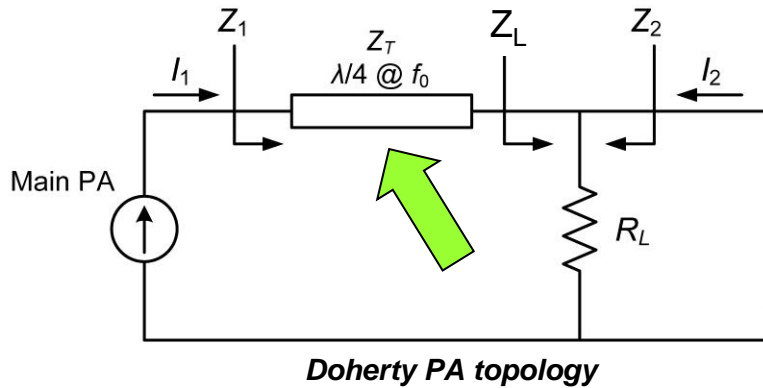 Z1 ZT ZL Z2
I1 λ/4 @ f0 I2
Main PA
RL
Doherty PA topology